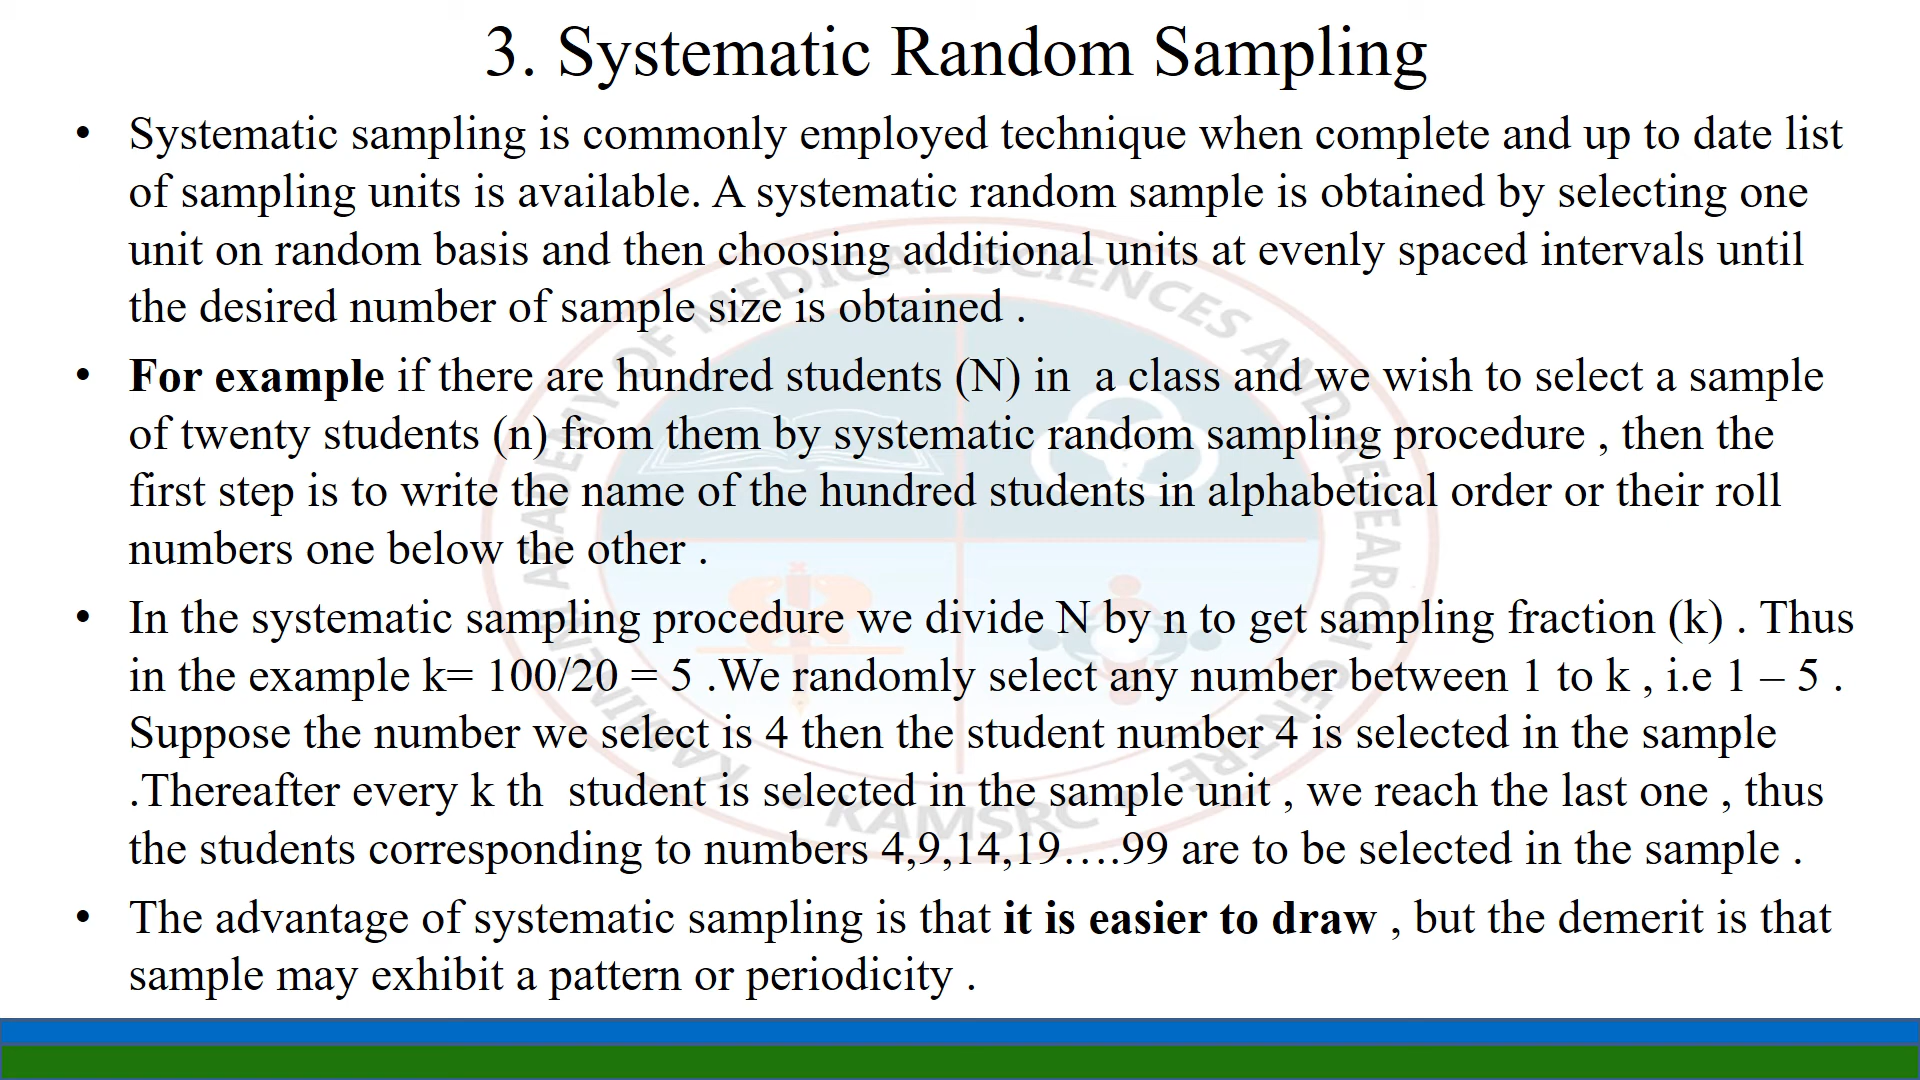 3. Systematic Random Sampling
• Systematic sampling is commonly employed technique when complete and up to date list
of sampling units is available. A systematic random sample is obtained by selecting one
unit on random basis and then choosing additional units at evenly spaced intervals until
the desired number of sample size is obtained .
• For example if there are hundred students (N) in  a class and we wish to select a sample
of twenty students (n) from them by systematic random sampling procedure , then the
first step is to write the name of the hundred students in alphabetical order or their roll
numbers one below the other .
• In the systematic sampling procedure we divide N by n to get sampling fraction (k) . Thus
in the example k= 100/20 = 5 .We randomly select any number between 1 to k , i.e 1 – 5 .
Suppose the number we select is 4 then the student number 4 is selected in the sample
.Thereafter every k th  student is selected in the sample unit , we reach the last one , thus
the students corresponding to numbers 4,9,14,19….99 are to be selected in the sample .
• The advantage of systematic sampling is that it is easier to draw , but the demerit is that
sample may exhibit a pattern or periodicity .
KAMINENI ACADEMY OF MEDICAL SCIENCES AND RESEARCH CENTRE
• KAMSRC •